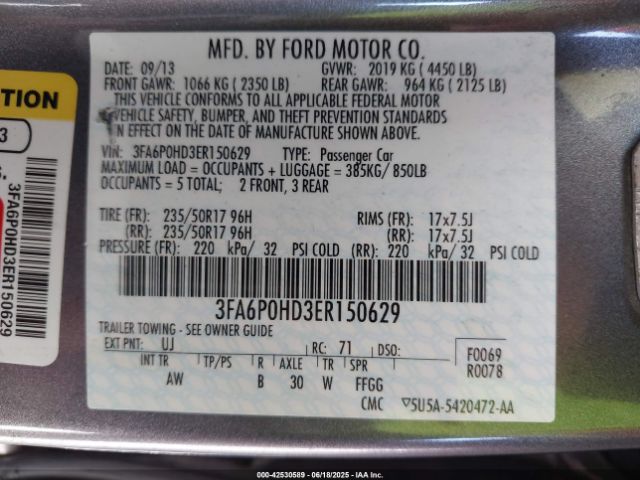 MFD. BY FORD MOTOR CO.
DATE: 09/13 GVWR: 2019 KG ( 4450 LB)
FRONT GAWR: 1066 KG ( 2350 LB) REAR GAWR: 964 KG ( 2125 LB)
THIS VEHICLE CONFORMS TO ALL APPLICABLE FEDERAL MOTOR
VEHICLE SAFETY, BUMPER, AND THEFT PREVENTION STANDARDS
IN EFFECT ON THE DATE OF MANUFACTURE SHOWN ABOVE.
VIN: 3FA6P0HD3ER150629 TYPE: Passenger Car
MAXIMUM LOAD = OCCUPANTS + LUGGAGE = 385KG/ 850LB
OCCUPANTS = 5 TOTAL; 2 FRONT, 3 REAR
TIRE (FR): 235/50R17 96H RIMS (FR): 17x7.5J
(RR): 235/50R17 96H (RR): 17x7.5J
PRESSURE (FR): 220 kPa/ 32 PSI COLD (RR): 220 kPa/ 32 PSI COLD
3FA6P0HD3ER150629
TRAILER TOWING - SEE OWNER GUIDE
EXT PNT: UJ RC: 71 DSO:
INT TR TP/PS R AXLE TR SPR
AW B 30 W FFGG
F0069
R0078
CMC ▽5U5A-5420472-AA
TION
3
3FA6P0HD3ER150629
000-42530589 - 06/18/2025 - IAA Inc.